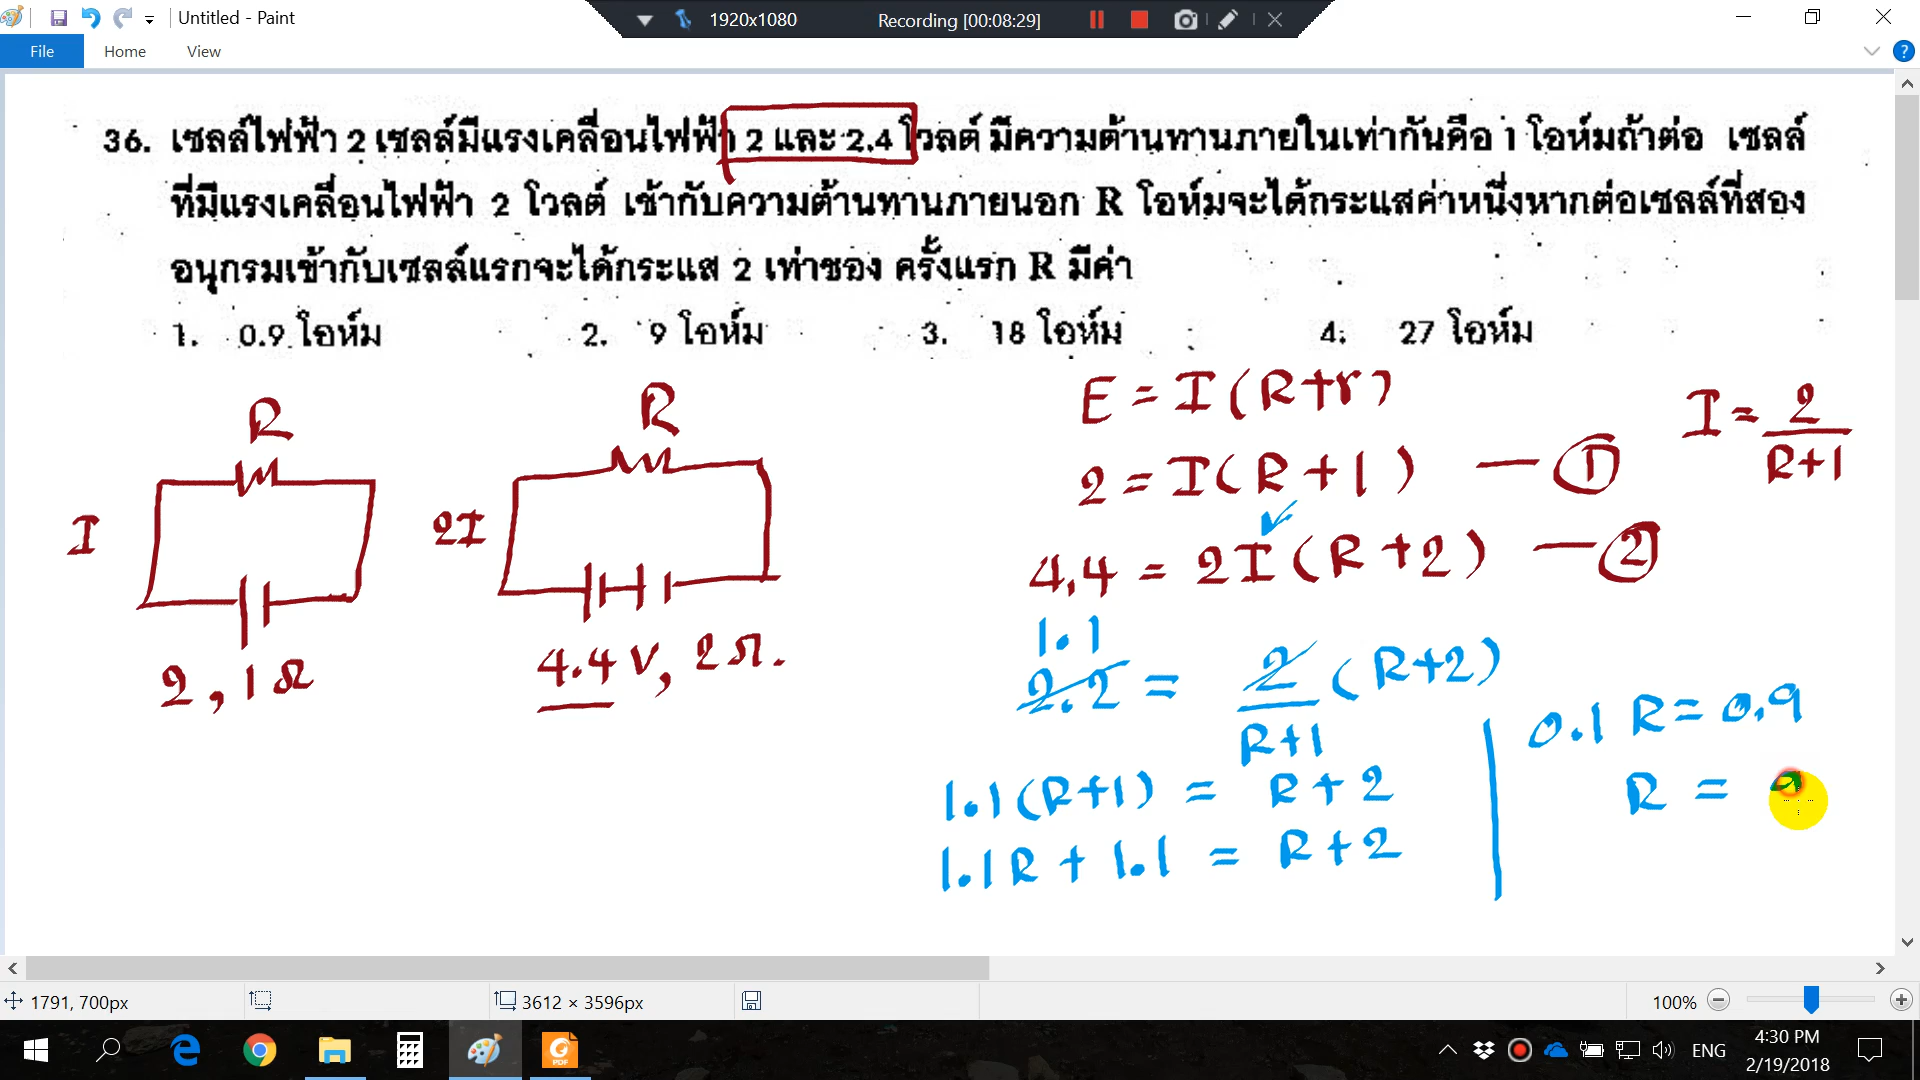 Untitled - Paint
1920x1080
Recording [00:08:29]
File Home View
36. เซลล์ไฟฟ้า 2 เซลล์มีแรงเคลื่อนไฟฟ้า 2 และ 2.4 โวลต์ มีความต้านทานภายในเท่ากันคือ 1 โอห์มถ้าต่อ เซลล์
ที่มีแรงเคลื่อนไฟฟ้า 2 โวลต์ เข้ากับความต้านทานภายนอก R โอห์มจะได้กระแสค่าหนึ่งหากต่อเซลล์ที่สอง
อนุกรมเข้ากับเซลล์แรกจะได้กระแส 2 เท่าของ ครั้งแรก R มีค่า
1. 0.9 โอห์ม 2. 9 โอห์ม 3. 18 โอห์ม 4. 27 โอห์ม
R
I
2, 1Ω
R
2I
4.4 V, 2Ω.
E = I(R+r)
I = 2/(R+1)
2 = I(R+1) — ①
4.4 = 2I(R+2) — ②
1.1
2.2 = 2/(R+1) (R+2)
1.1(R+1) = R+2
1.1R + 1.1 = R+2
0.1 R = 0.9
R =
1791, 700px
3612 × 3596px
100%
PDF
ENG
4:30 PM
2/19/2018